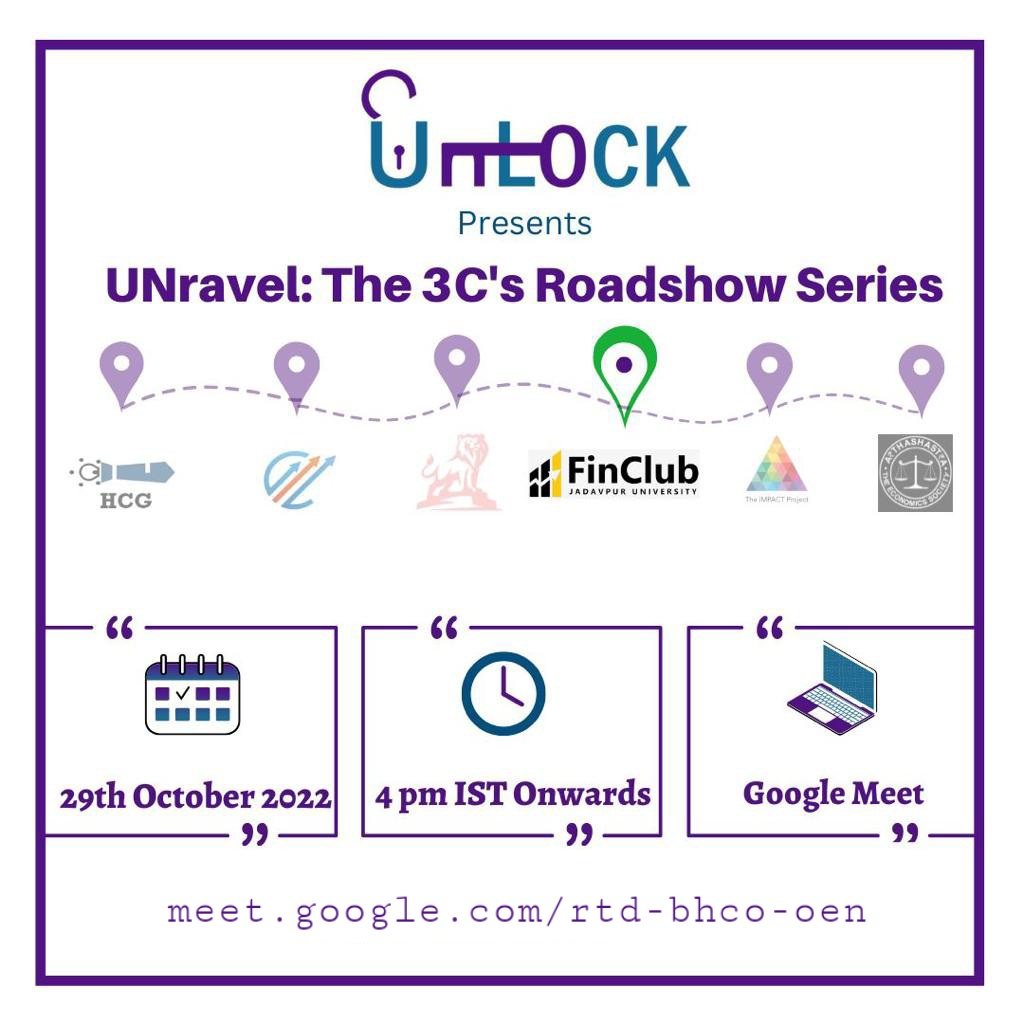 UnLOCK
Presents
UNravel: The 3C's Roadshow Series
HCG
FinClub
JADAVPUR UNIVERSITY
The IMPACT Project
ARTHASHASTRA
THE ECONOMICS SOCIETY
29th October 2022
4 pm IST Onwards
Google Meet
meet.google.com/rtd-bhco-oen